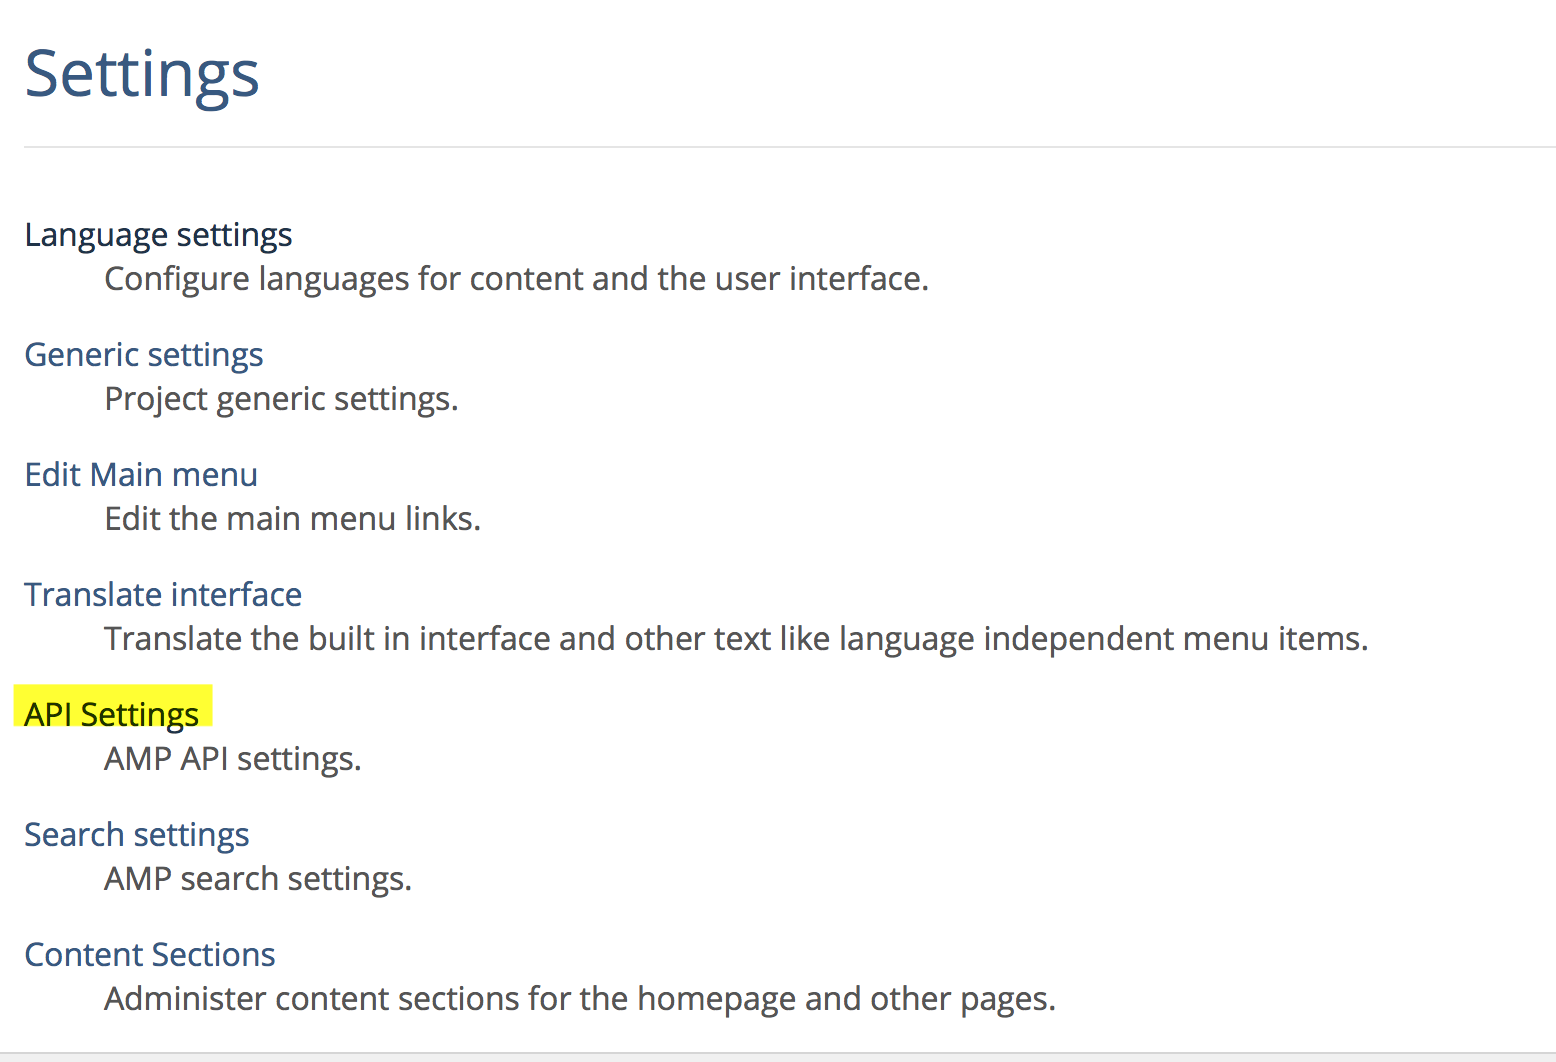 Settings
Language settings
Configure languages for content and the user interface.
Generic settings
Project generic settings.
Edit Main menu
Edit the main menu links.
Translate interface
Translate the built in interface and other text like language independent menu items.
API Settings
AMP API settings.
Search settings
AMP search settings.
Content Sections
Administer content sections for the homepage and other pages.